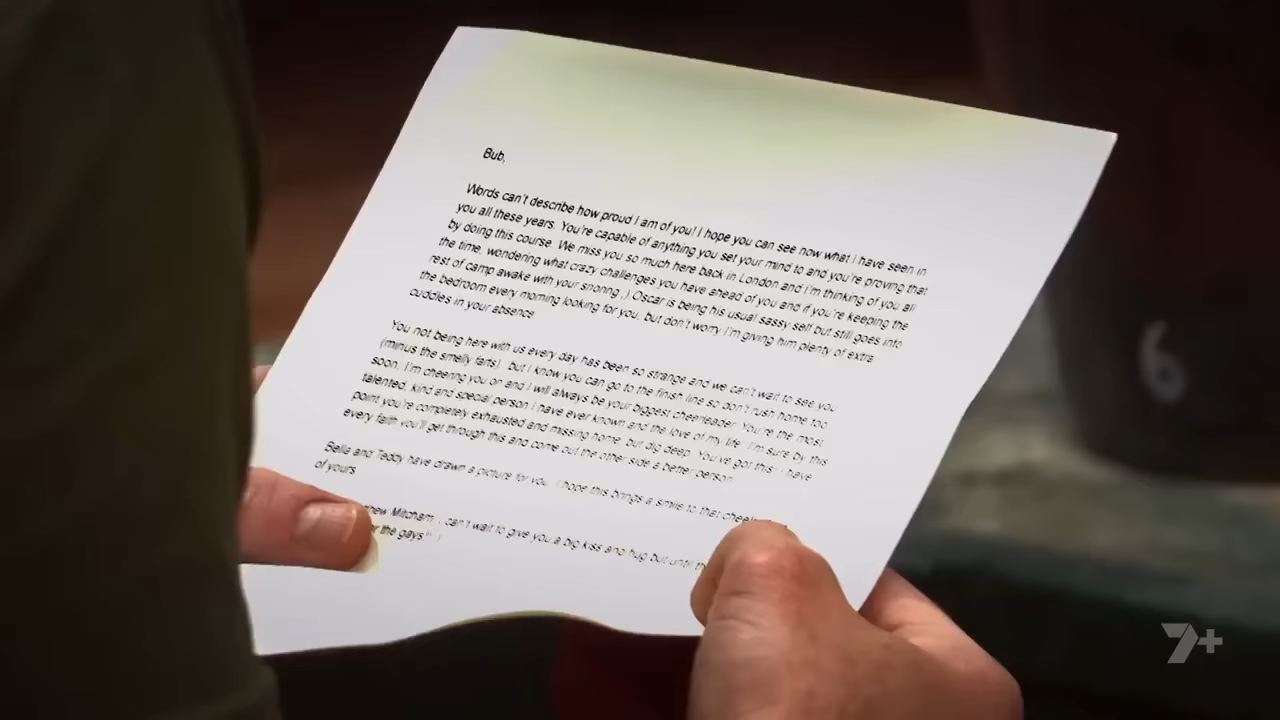 Bub,
Words can't describe how proud I am of you! I hope you can see now what I have seen in
you all these years. You're capable of anything you set your mind to and you're proving that
by doing this course. We miss you so much here back in London and I'm thinking of you all
the time, wondering what crazy challenges you have ahead of you and if you're keeping the
rest of camp awake with your snoring ;) Oscar is being his usual sassy self but still goes into
the bedroom every morning looking for you, but don't worry I'm giving him plenty of extra
cuddles in your absence
You not being here with us every day has been so strange and we can't wait to see you
(minus the smelly farts) but I know you can go to the finish line so don't rush home too
soon. I'm cheering you on and I will always be your biggest cheerleader. You're the most
talented, kind and special person I have ever known and the love of my life. I'm sure by this
point you're completely exhausted and missing home, but dig deep. You've got this! I have
every faith you'll get through this and come out the other side a better person
Bella and Teddy have drawn a picture for you. I hope this brings a smile to that
of yours
Mitcham, I can't wait to give you a big kiss and hug but until
the gays
6
7+